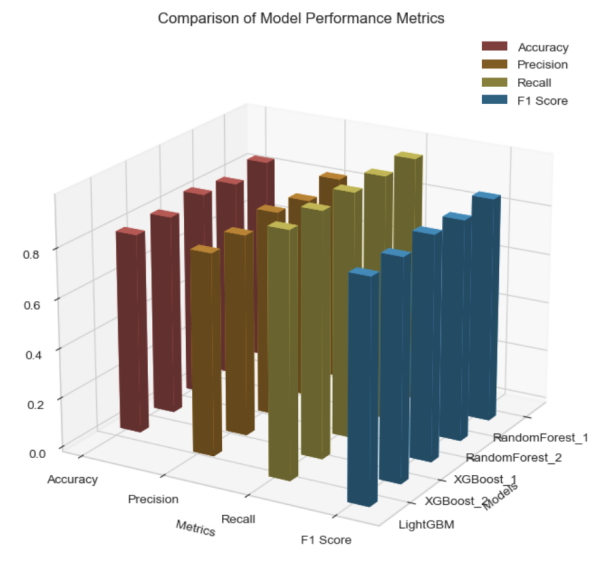 Comparison of Model Performance Metrics
Accuracy
Precision
Recall
F1 Score
0.8
0.6
0.4
0.2
0.0
Accuracy
Precision
Recall
F1 Score
Metrics
RandomForest_1
RandomForest_2
XGBoost_1
XGBoost_2
LightGBM
Models